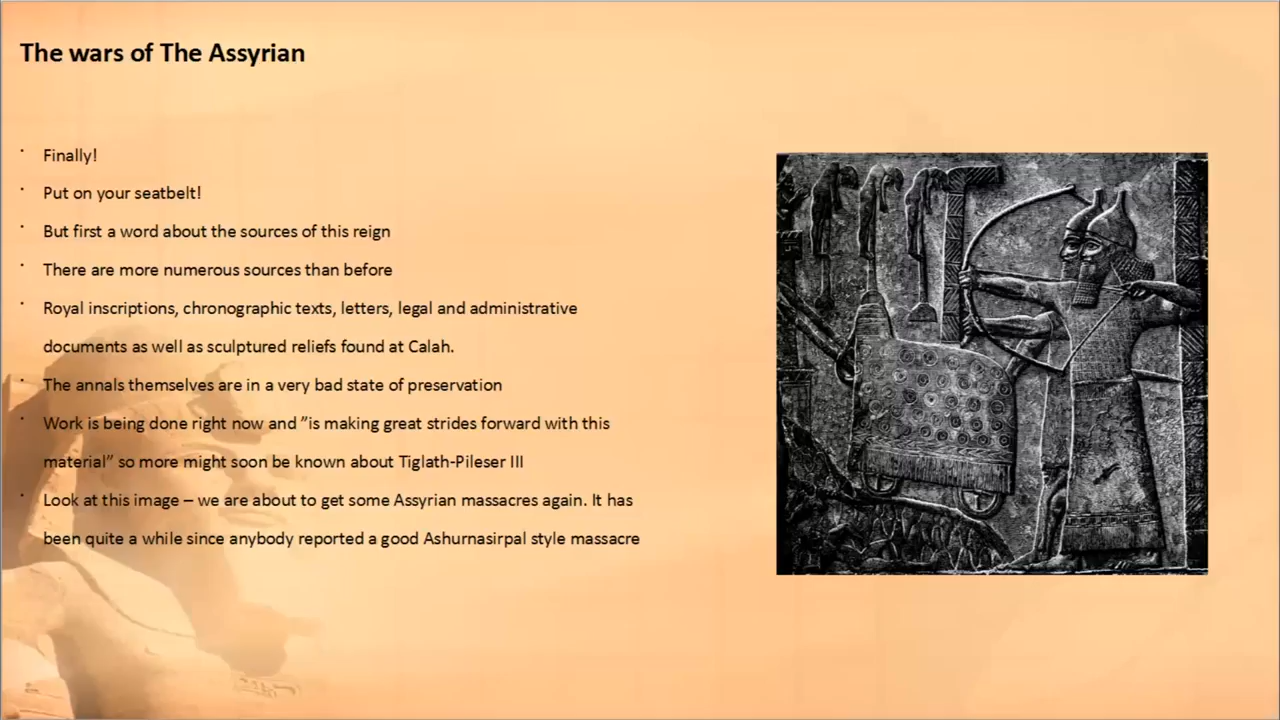 The wars of The Assyrian
Finally!
Put on your seatbelt!
But first a word about the sources of this reign
There are more numerous sources than before
Royal inscriptions, chronographic texts, letters, legal and administrative
documents as well as sculptured reliefs found at Calah.
The annals themselves are in a very bad state of preservation
Work is being done right now and ”is making great strides forward with this
material” so more might soon be known about Tiglath-Pileser III
Look at this image – we are about to get some Assyrian massacres again. It has
been quite a while since anybody reported a good Ashurnasirpal style massacre